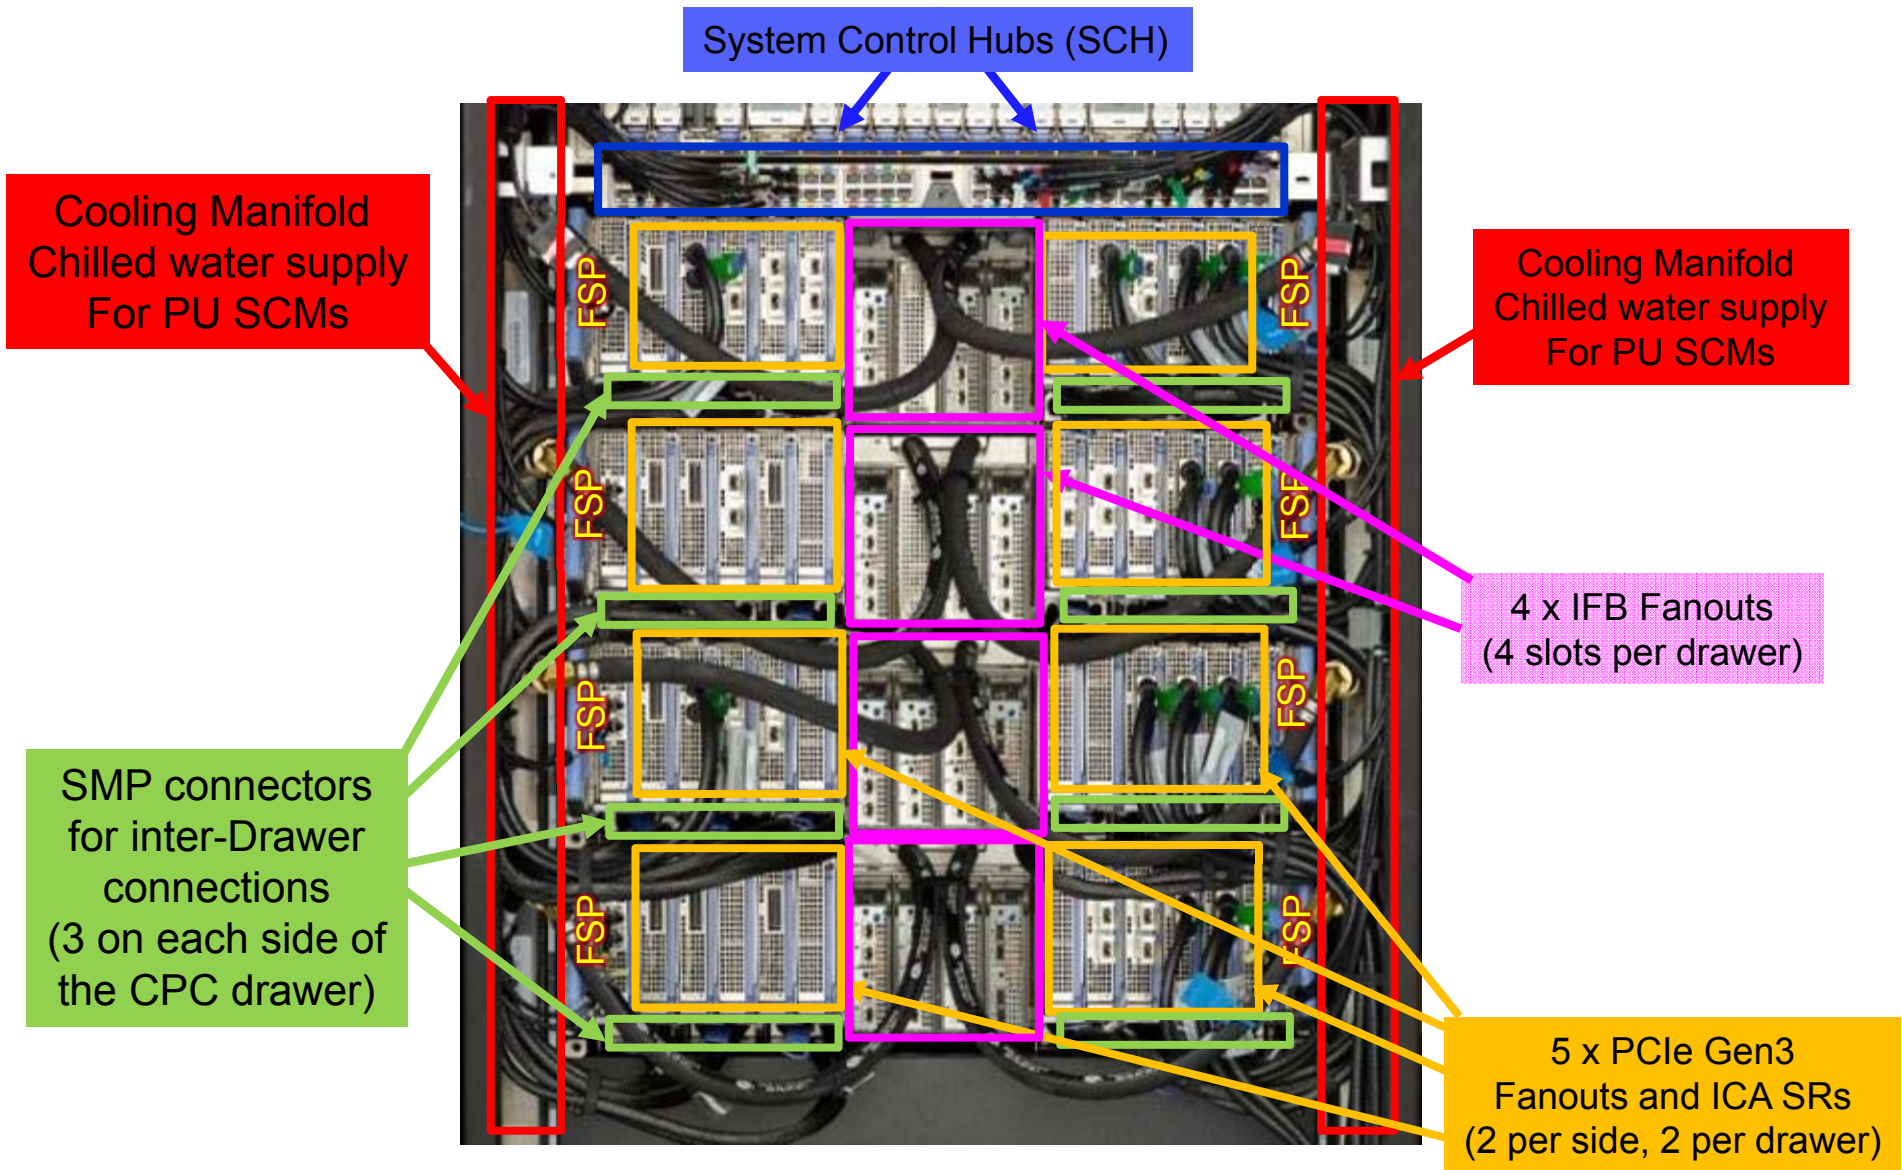 System Control Hubs (SCH)
Cooling Manifold
Chilled water supply
For PU SCMs
Cooling Manifold
Chilled water supply
For PU SCMs
FSP
FSP
FSP
FSP
FSP
FSP
FSP
FSP
4 x IFB Fanouts
(4 slots per drawer)
SMP connectors
for inter-Drawer
connections
(3 on each side of
the CPC drawer)
5 x PCIe Gen3
Fanouts and ICA SRs
(2 per side, 2 per drawer)